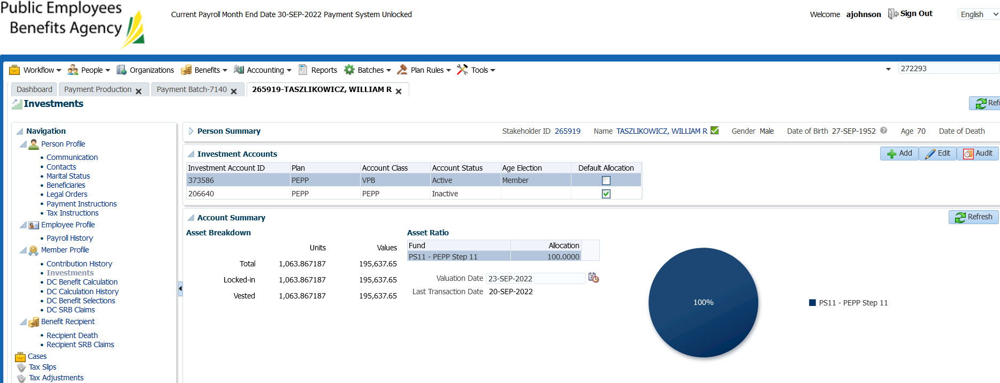 Public Employees
Benefits Agency
Current Payroll Month End Date 30-SEP-2022 Payment System Unlocked
Welcome ajohnson Sign Out English
Workflow People Organizations Benefits Accounting Reports Batches Plan Rules Tools 272293
Dashboard Payment Production Payment Batch-7140 265919-TASZLIKOWICZ, WILLIAM R
Investments
Refr
Navigation
Person Profile
Communication
Contacts
Marital Status
Beneficiaries
Legal Orders
Payment Instructions
Tax Instructions
Employee Profile
Payroll History
Member Profile
Contribution History
Investments
DC Benefit Calculation
DC Calculation History
DC Benefit Selections
DC SRB Claims
Benefit Recipient
Recipient Death
Recipient SRB Claims
Cases
Tax Slips
Tax Adjustments
Person Summary Stakeholder ID 265919 Name TASZLIKOWICZ, WILLIAM R Gender Male Date of Birth 27-SEP-1952 Age 70 Date of Death
Investment Accounts Add Edit Audit
Investment Account ID Plan Account Class Account Status Age Election Default Allocation
373586 PEPP VPB Active Member
206640 PEPP PEPP Inactive
Account Summary Refresh
Asset Breakdown
Units Values
Total 1,063.867187 195,637.65
Locked-in 1,063.867187 195,637.65
Vested 1,063.867187 195,637.65
Asset Ratio
Fund Allocation
PS11 - PEPP Step 11 100.0000
Valuation Date 23-SEP-2022
Last Transaction Date 20-SEP-2022
100%
PS11 - PEPP Step 11